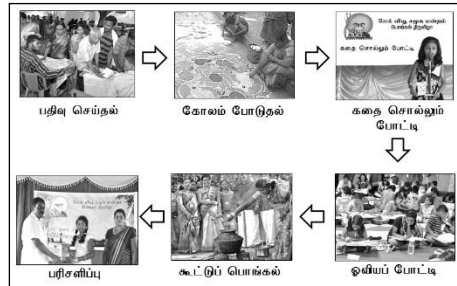 பதிவு செய்தல்
கோலம் போடுதல்
கதை சொல்லும் போட்டி
கதை சொல்லும்
போட்டி
ஓவியப் போட்டி
கூட்டுப் பொங்கல்
பரிசளிப்பு